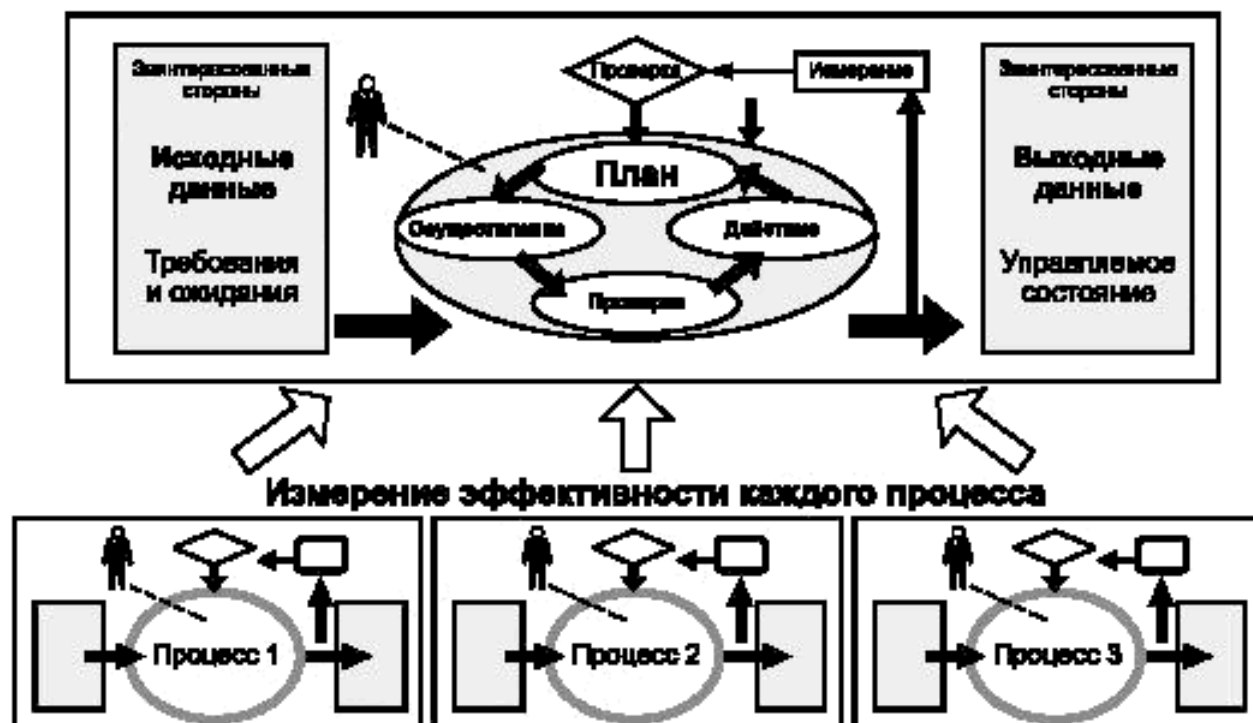 Заинтересованные
стороны
Исходные
данные
Требования
и ожидания
Проверка
Измерение
План
Осуществление
Действие
Проверка
Заинтересованные
стороны
Выходные
данные
Управляемое
состояние
Измерение эффективности каждого процесса
Процесс 1
Процесс 2
Процесс 3